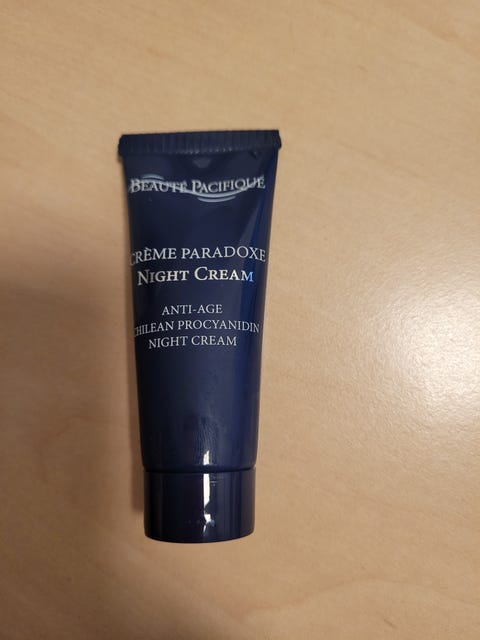 BEAUTÉ PACIFIQUE
CRÈME PARADOXE
NIGHT CREAM
ANTI-AGE
CHILEAN PROCYANIDIN
NIGHT CREAM